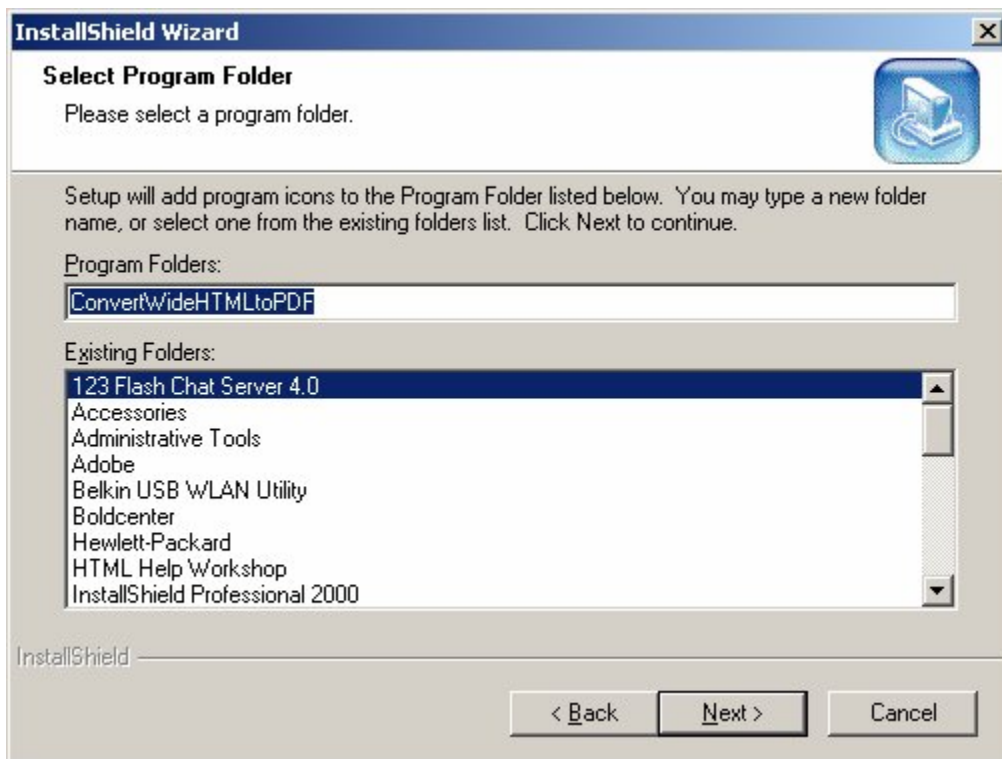 InstallShield Wizard
Select Program Folder
Please select a program folder.
Setup will add program icons to the Program Folder listed below. You may type a new folder
name, or select one from the existing folders list. Click Next to continue.
Program Folders:
ConvertWideHTMLtoPDF
Existing Folders:
123 Flash Chat Server 4.0
Accessories
Administrative Tools
Adobe
Belkin USB WLAN Utility
Boldcenter
Hewlett-Packard
HTML Help Workshop
InstallShield Professional 2000
InstallShield
< Back Next > Cancel